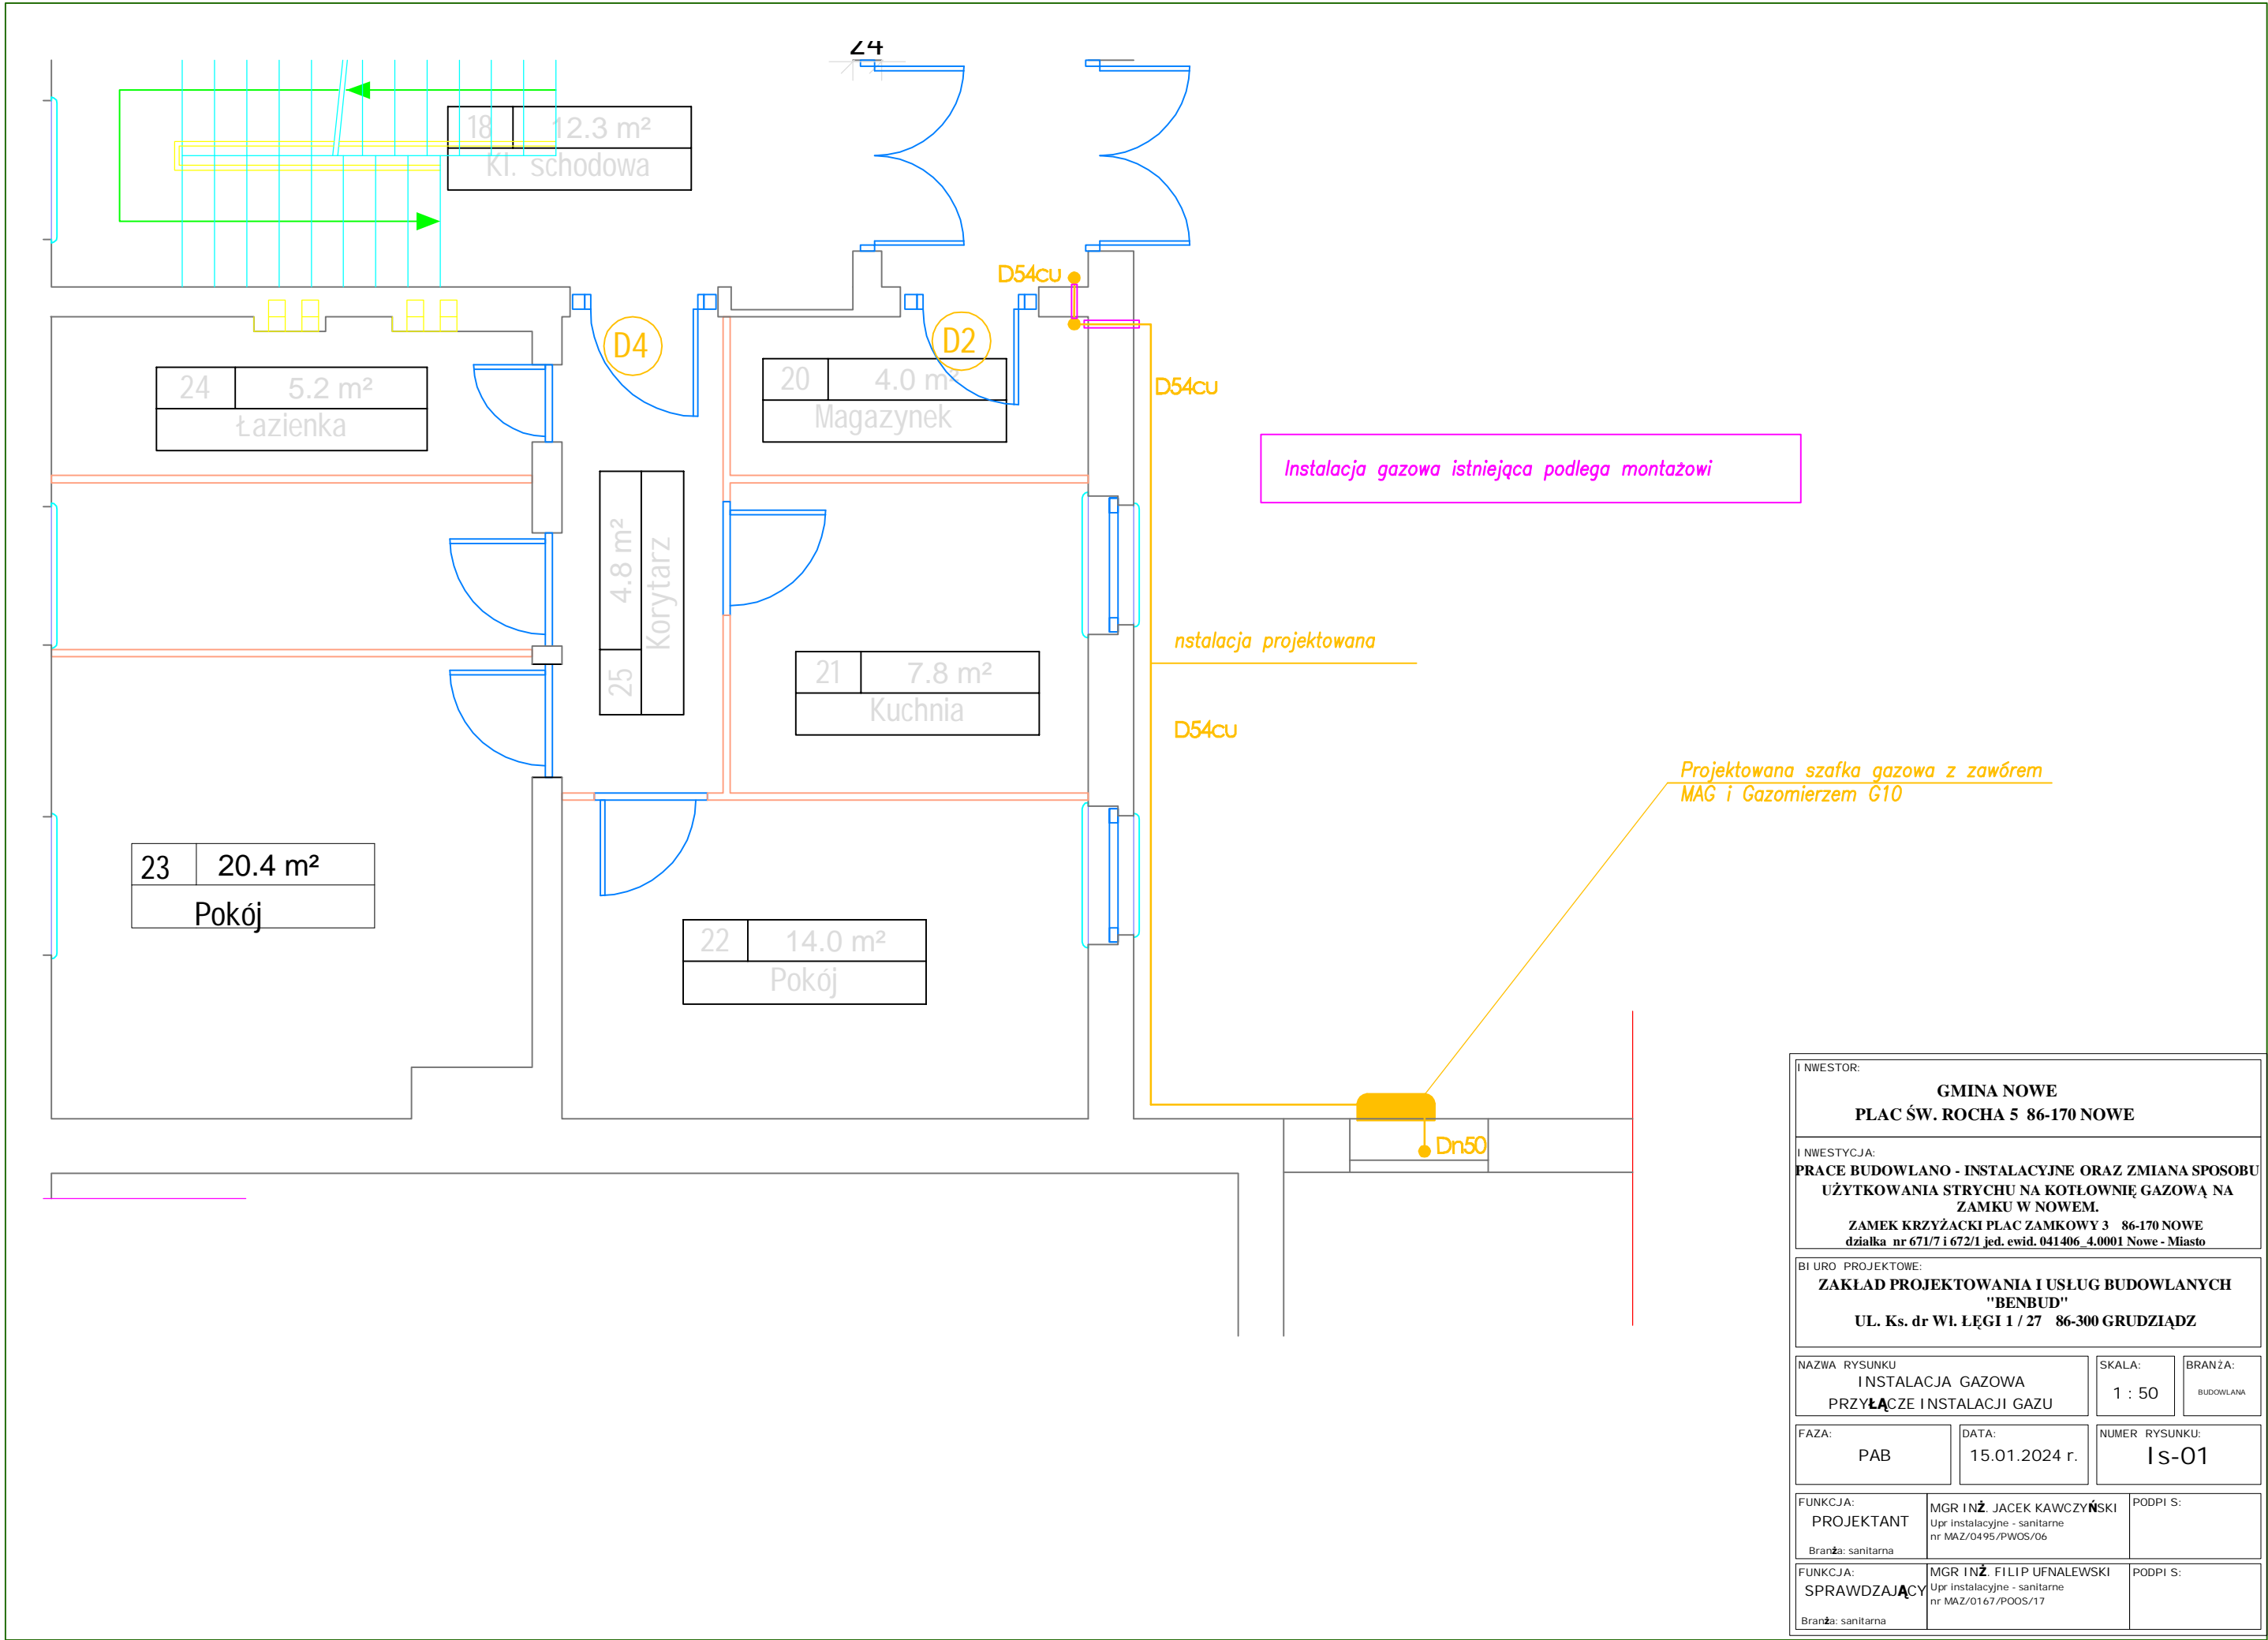 24
18 12.3 m²
Kl. schodowa
D54cu
D4
D2
24 5.2 m²
Łazienka
20 4.0 m²
Magazynek
D54cu
Instalacja gazowa istniejąca podlega montażowi
25 4.8 m²
Korytarz
nstalacja projektowana
21 7.8 m²
Kuchnia
D54cu
Projektowana szafka gazowa z zawórem
MAG i Gazomierzem G10
23 20.4 m²
Pokój
22 14.0 m²
Pokój
Dn50
INWESTOR:
GMINA NOWE
PLAC ŚW. ROCHA 5 86-170 NOWE
INWESTYCJA:
PRACE BUDOWLANO - INSTALACYJNE ORAZ ZMIANA SPOSOBU
UŻYTKOWANIA STRYCHU NA KOTŁOWNIĘ GAZOWĄ NA
ZAMKU W NOWEM.
ZAMEK KRZYŻACKI PLAC ZAMKOWY 3 86-170 NOWE
działka nr 671/7 i 672/1 jed. ewid. 041406_4.0001 Nowe - Miasto
BIURO PROJEKTOWE:
ZAKŁAD PROJEKTOWANIA I USŁUG BUDOWLANYCH
"BENBUD"
UL. Ks. dr Wł. ŁĘGI 1 / 27 86-300 GRUDZIĄDZ
NAZWA RYSUNKU
INSTALACJA GAZOWA
PRZYŁĄCZE INSTALACJI GAZU
SKALA:
1 : 50
BRANŻA:
BUDOWLANA
FAZA:
PAB
DATA:
15.01.2024 r.
NUMER RYSUNKU:
Is-01
FUNKCJA:
PROJEKTANT
Branża: sanitarna
MGR INŻ. JACEK KAWCZYŃSKI
Upr instalacyjne - sanitarne
nr MAZ/0495/PWOS/06
PODPIS:
FUNKCJA:
SPRAWDZAJĄCY
Branża: sanitarna
MGR INŻ. FILIP UFNALEWSKI
Upr instalacyjne - sanitarne
nr MAZ/0167/POOS/17
PODPIS: